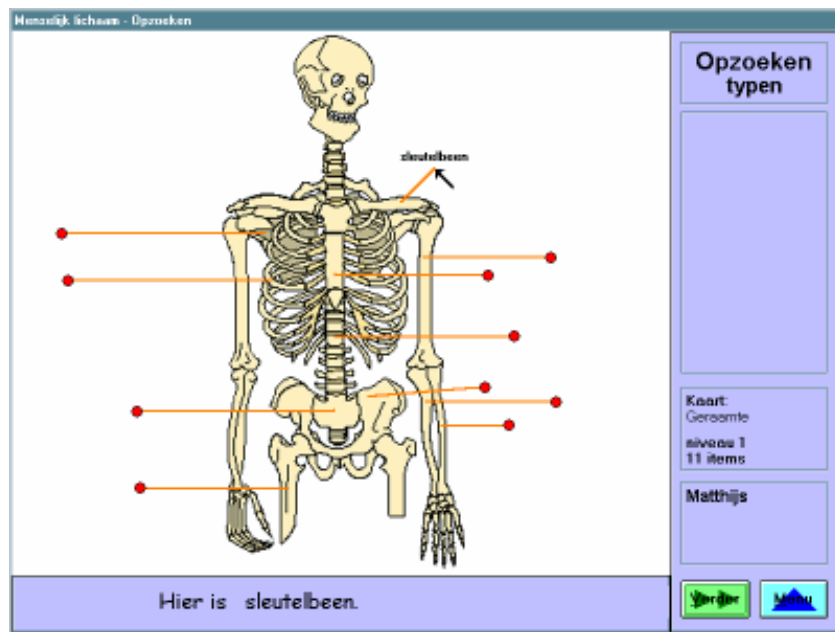 Menselijk lichaam - Opzoeken
Opzoeken
typen
sleutelbeen
Kaart:
Geraamte
niveau 1
11 items
Matthijs
Hier is sleutelbeen.
Verder
Menu